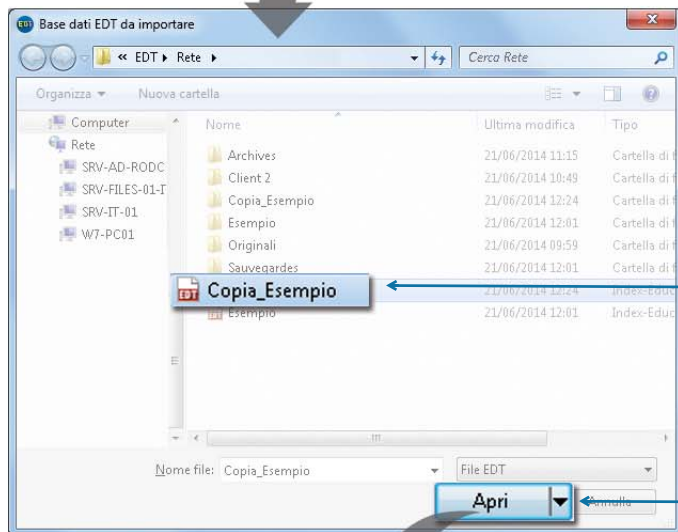 EDT Base dati EDT da importare
« EDT ▸ Rete ▸ Cerca Rete
Organizza Nuova cartella
Computer
Rete
SRV-AD-RODC
SRV-FILES-01-I
SRV-IT-01
W7-PC01
Nome Ultima modifica Tipo
Archives 21/06/2014 11:15 Cartella di f
Client 2 21/06/2014 10:49 Cartella di f
Copia_Esempio 21/06/2014 12:24 Cartella di f
Esempio 21/06/2014 12:01 Cartella di f
Originali 21/06/2014 09:59 Cartella di f
Sauvegardes 21/06/2014 12:01 Cartella di f
EDT Copia_Esempio 21/06/2014 12:24 Index-Educ
Esempio 21/06/2014 12:01 Index-Educ
Nome file: Copia_Esempio File EDT
Apri Annulla